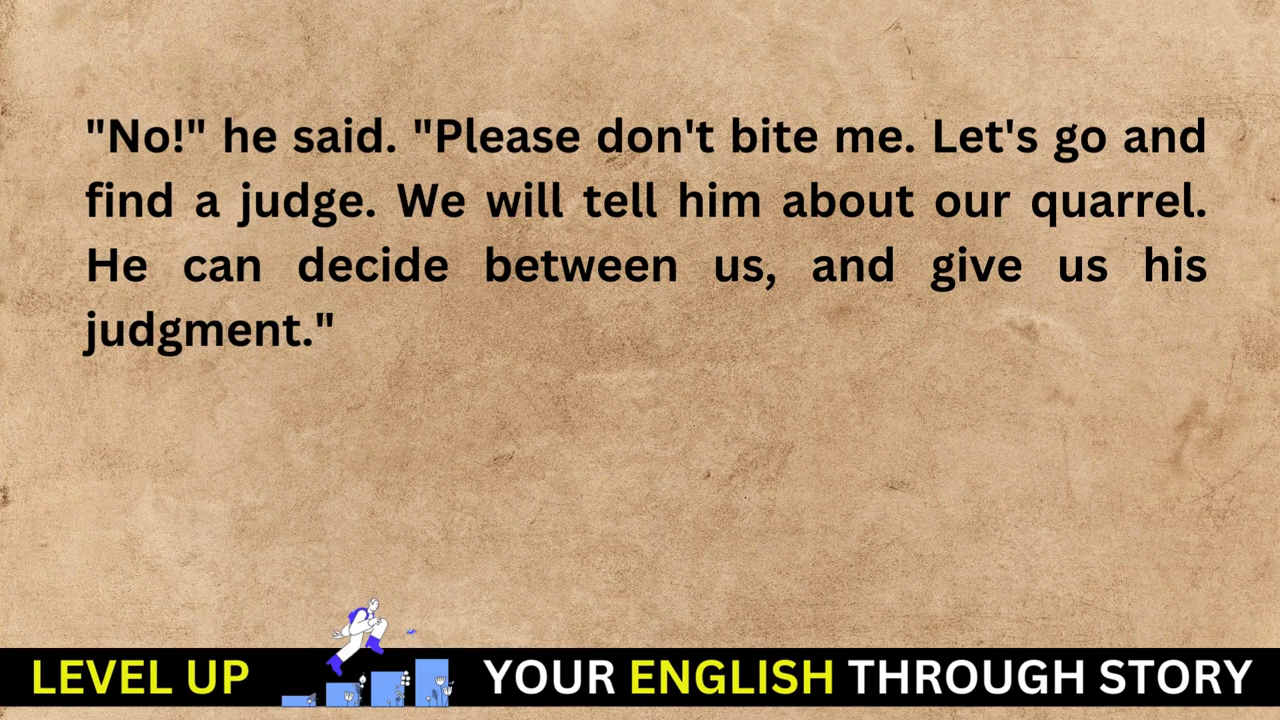 "No!" he said. "Please don't bite me. Let's go and
find a judge. We will tell him about our quarrel.
He can decide between us, and give us his
judgment."
LEVEL UP YOUR ENGLISH THROUGH STORY